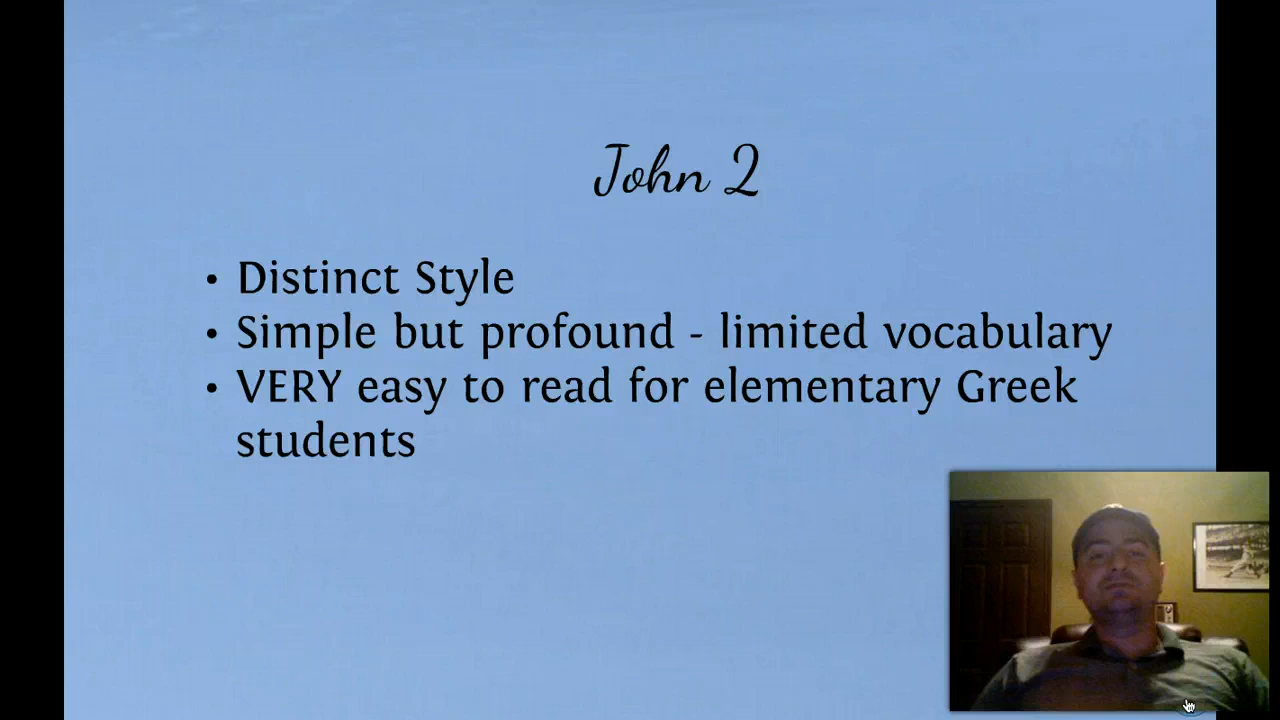 John 2
• Distinct Style
• Simple but profound - limited vocabulary
• VERY easy to read for elementary Greek
students